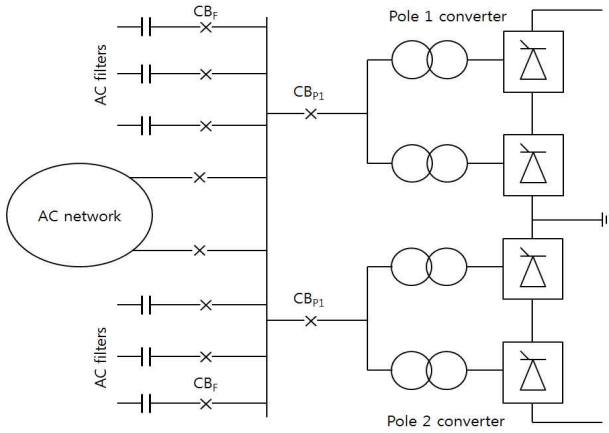 CBF
Pole 1 converter
AC filters
CBP1
AC network
CBP1
AC filters
CBF
Pole 2 converter